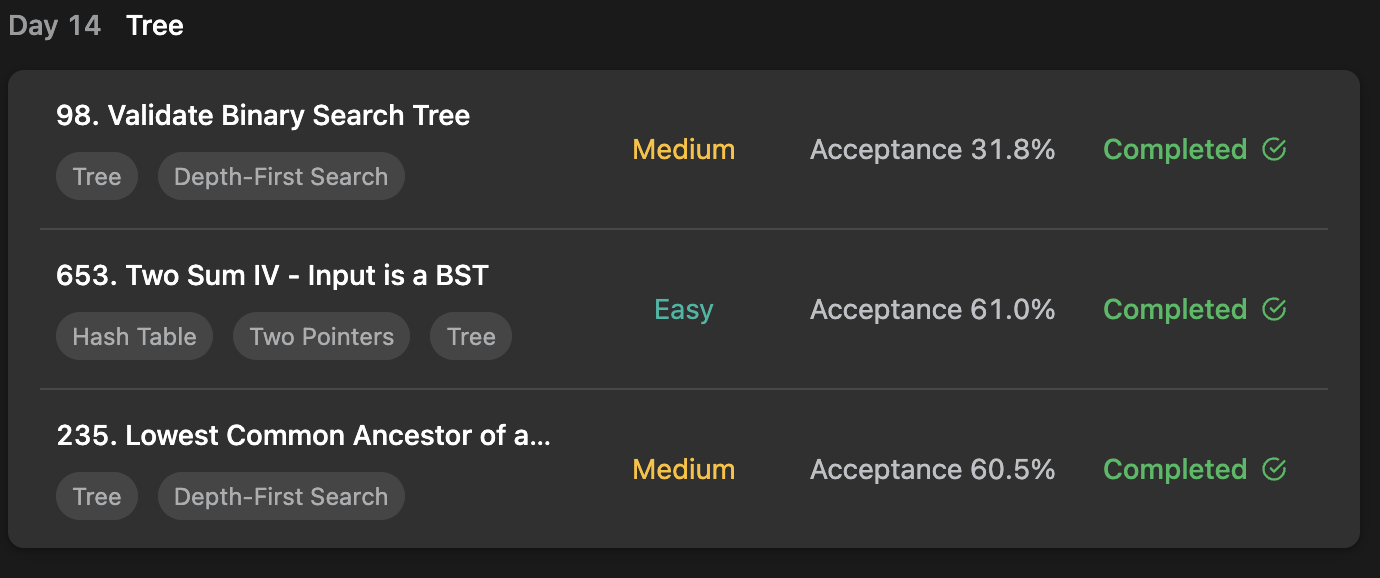 Day 14 Tree
98. Validate Binary Search Tree
Medium Acceptance 31.8% Completed
Tree Depth-First Search
653. Two Sum IV - Input is a BST
Easy Acceptance 61.0% Completed
Hash Table Two Pointers Tree
235. Lowest Common Ancestor of a...
Medium Acceptance 60.5% Completed
Tree Depth-First Search